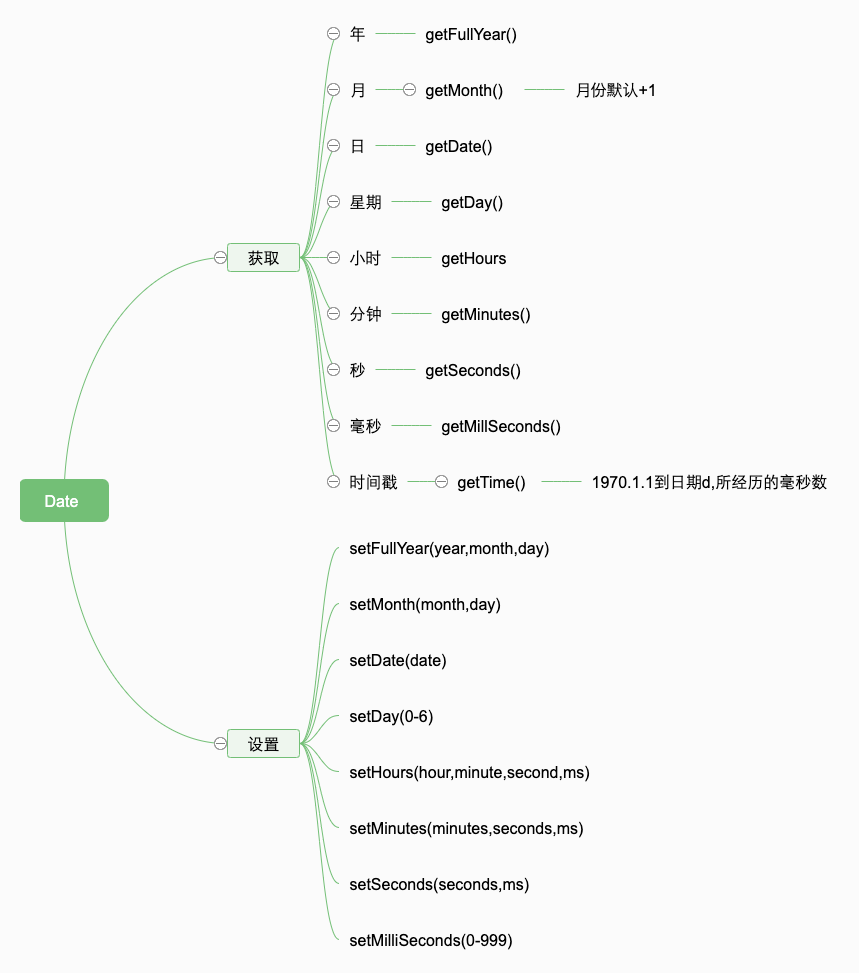 Date
获取
年 getFullYear()
月 getMonth() 月份默认+1
日 getDate()
星期 getDay()
小时 getHours
分钟 getMinutes()
秒 getSeconds()
毫秒 getMillSeconds()
时间戳 getTime() 1970.1.1到日期d,所经历的毫秒数
设置
setFullYear(year,month,day)
setMonth(month,day)
setDate(date)
setDay(0-6)
setHours(hour,minute,second,ms)
setMinutes(minutes,seconds,ms)
setSeconds(seconds,ms)
setMilliSeconds(0-999)